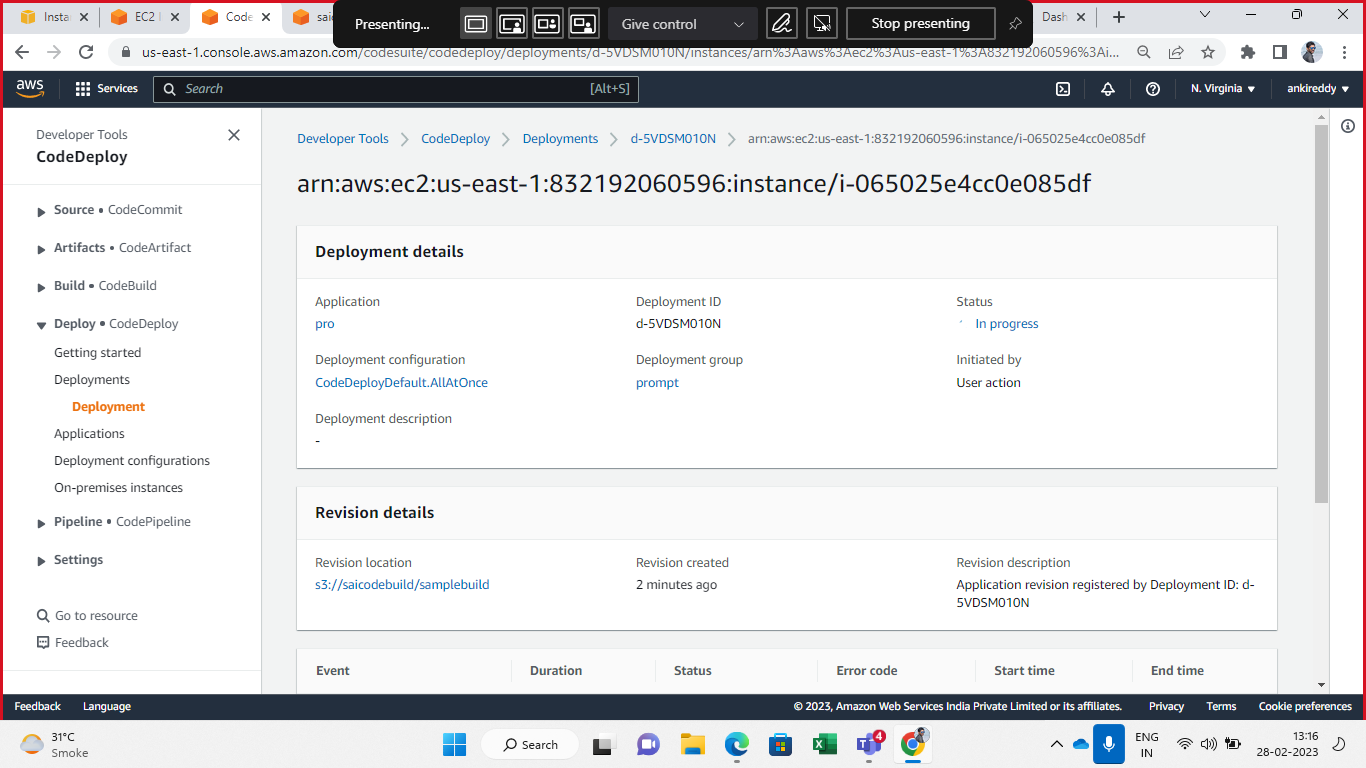 Insta
EC2 I
Code
sai
Presenting...
Give control
Stop presenting
Dash
us-east-1.console.aws.amazon.com/codesuite/codedeploy/deployments/d-5VDSM010N/instances/arn%3Aaws%3Aec2%3Aus-east-1%3A832192060596%3Ai...
aws
Services
Search
[Alt+S]
N. Virginia
ankireddy
Developer Tools
CodeDeploy
Source • CodeCommit
Artifacts • CodeArtifact
Build • CodeBuild
Deploy • CodeDeploy
Getting started
Deployments
Deployment
Applications
Deployment configurations
On-premises instances
Pipeline • CodePipeline
Settings
Go to resource
Feedback
Developer Tools
CodeDeploy
Deployments
d-5VDSM010N
arn:aws:ec2:us-east-1:832192060596:instance/i-065025e4cc0e085df
arn:aws:ec2:us-east-1:832192060596:instance/i-065025e4cc0e085df
Deployment details
Application
pro
Deployment ID
d-5VDSM010N
Status
In progress
Deployment configuration
CodeDeployDefault.AllAtOnce
Deployment group
prompt
Initiated by
User action
Deployment description
-
Revision details
Revision location
s3://saicodebuild/samplebuild
Revision created
2 minutes ago
Revision description
Application revision registered by Deployment ID: d-
5VDSM010N
Event
Duration
Status
Error code
Start time
End time
Feedback
Language
© 2023, Amazon Web Services India Private Limited or its affiliates.
Privacy
Terms
Cookie preferences
31°C
Smoke
Search
4
ENG
IN
13:16
28-02-2023